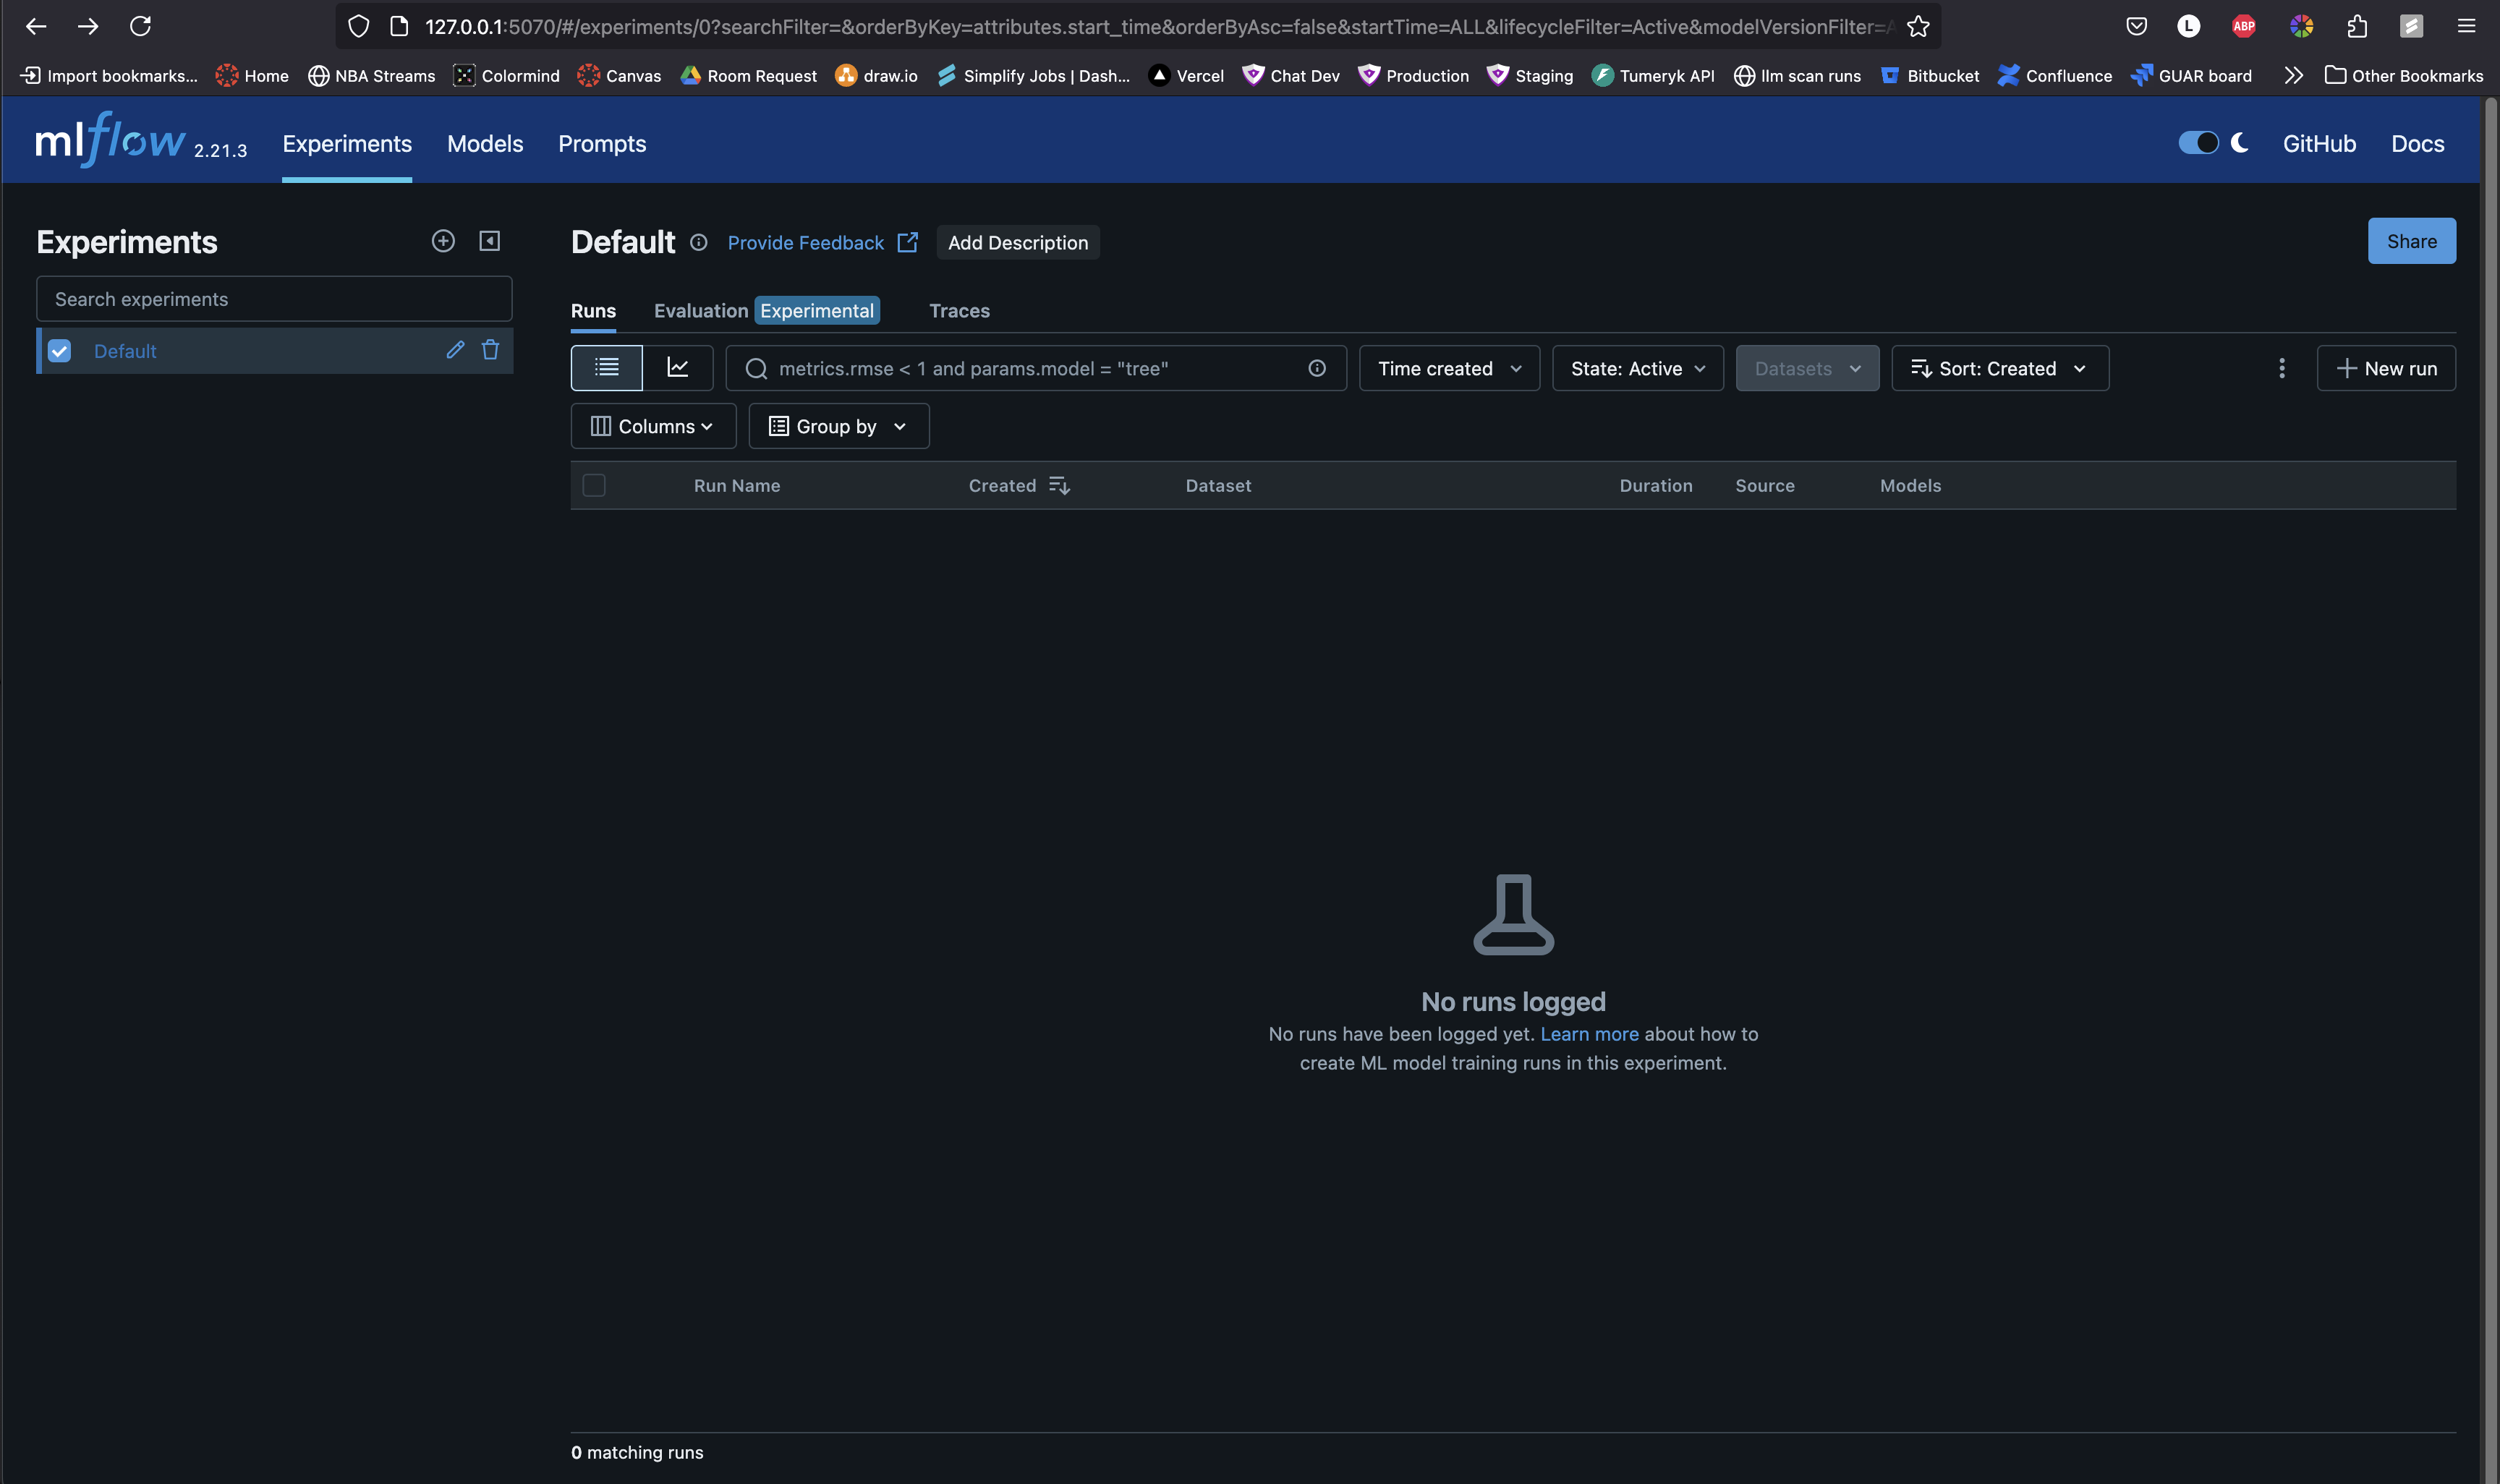 127.0.0.1:5070/#/experiments/0?searchFilter=&orderByKey=attributes.start_time&orderByAsc=false&startTime=ALL&lifecycleFilter=Active&modelVersionFilter=A
L ABP
Import bookmarks... Home NBA Streams Colormind Canvas Room Request draw.io Simplify Jobs | Dash... Vercel Chat Dev Production Staging Tumeryk API llm scan runs Bitbucket Confluence GUAR board Other Bookmarks
mlflow 2.21.3 Experiments Models Prompts GitHub Docs
Experiments
Search experiments
Default
Default Provide Feedback Add Description Share
Runs Evaluation Experimental Traces
metrics.rmse < 1 and params.model = "tree" Time created State: Active Datasets Sort: Created New run
Columns Group by
Run Name Created Dataset Duration Source Models
No runs logged
No runs have been logged yet. Learn more about how to
create ML model training runs in this experiment.
0 matching runs